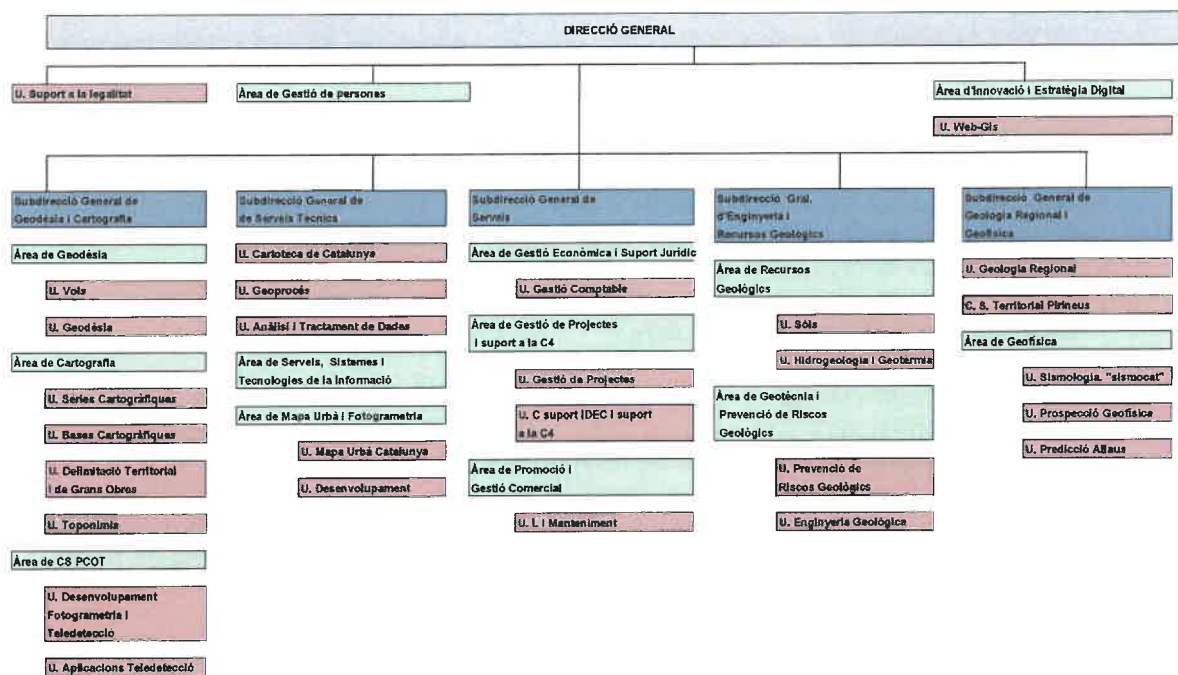 DIRECCIÓ GENERAL
U. Suport a la legalitat
Àrea de Gestió de persones
Àrea d'Innovació i Estratègia Digital
U. Web-Gis
Subdirecció General de
Geodèsia i Cartografia
Àrea de Geodèsia
U. Vols
U. Geodèsia
Àrea de Cartografia
U. Sèries Cartogràfiques
U. Bases Cartogràfiques
U. Delimitació Territorial
i de Grans Obres
U. Toponímia
Àrea de CS PCOT
U. Desenvolupament
Fotogrametria i
Teledetecció
U. Aplicacions Teledetecció
Subdirecció General de
de Serveis Tècnica
U. Cartoteca de Catalunya
U. Geoprocés
U. Anàlisi i Tractament de Dades
Àrea de Serveis, Sistemes i
Tecnologies de la Informació
Àrea de Mapa Urbà i Fotogrametria
U. Mapa Urbà Catalunya
U. Desenvolupament
Subdirecció General de
Serveis
Àrea de Gestió Econòmica i Suport Jurídic
U. Gestió Comptable
Àrea de Gestió de Projectes
i suport a la C4
U. Gestió de Projectes
U. C suport IDEC i suport
a la C4
Àrea de Promoció i
Gestió Comercial
U. L i Manteniment
Subdirecció Gral.
d'Enginyeria i
Recursos Geològics
Àrea de Recursos
Geològics
U. Sòls
U. Hidrogeologia i Geotèrmia
Àrea de Geotècnia i
Prevenció de Riscos
Geològics
U. Prevenció de
Riscos Geològics
U. Enginyeria Geològica
Subdirecció General de
Geologia Regional i
Geofísica
U. Geologia Regional
C. S. Territorial Pirineus
Àrea de Geofísica
U. Sismologia. "sismocat"
U. Prospecció Geofísica
U. Predicció Allaus